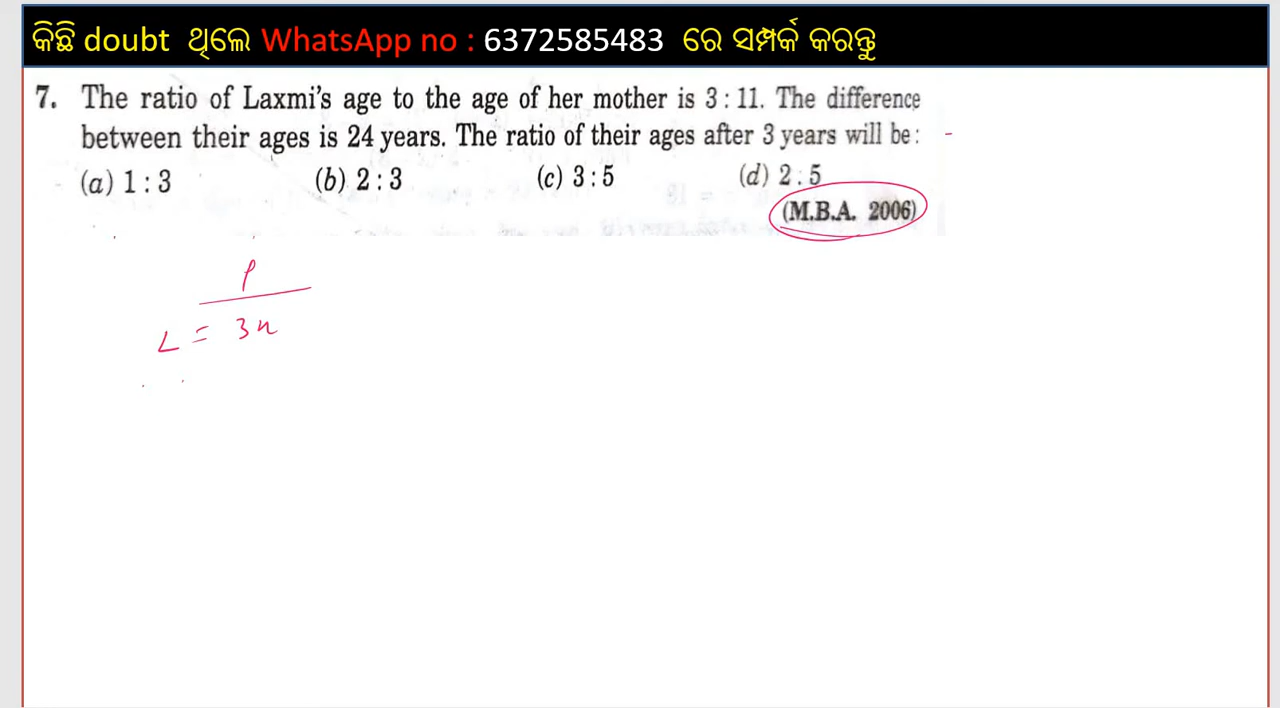 କିଛି doubt ଥିଲେ WhatsApp no : 6372585483 ରେ ସମ୍ପର୍କ କରନ୍ତୁ
7. The ratio of Laxmi's age to the age of her mother is 3 : 11. The difference
between their ages is 24 years. The ratio of their ages after 3 years will be :
(a) 1 : 3 (b) 2 : 3 (c) 3 : 5 (d) 2 : 5
(M.B.A. 2006)
P
L = 3x